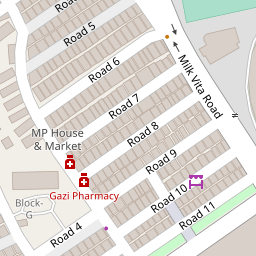 Road 5
Road 6
Milk Vita Road
Road 7
Road 8
MP House
& Market
Road 9
Gazi Pharmacy
Road 10
Block-
G
Road 11
Road 4